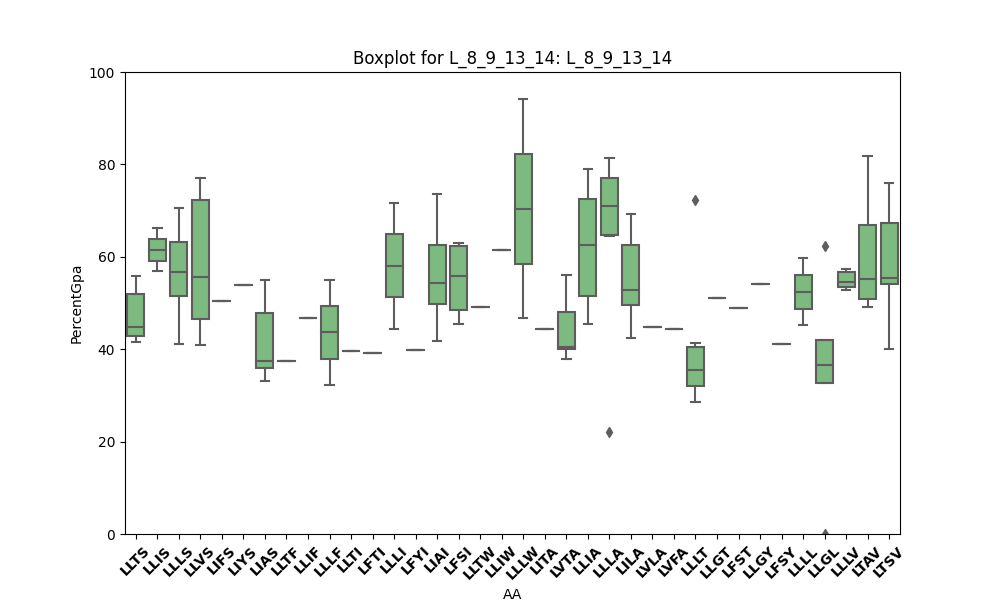 Boxplot for L_8_9_13_14: L_8_9_13_14
100
80
60
40
20
0
PercentGpa
LLTS LLIS LLLS LLVS LIFS LIYS LIAS LLTF LLIF LLLF LLTI LFTI LLLI LFYI LIAI LFSI LLTW LLIW LLLW LITA LVTA LLIA LLLA LILA LVLA LVFA LLLT LLGT LFST LLGY LFSY LLLL LLGL LLLV LTAV LTSV
AA